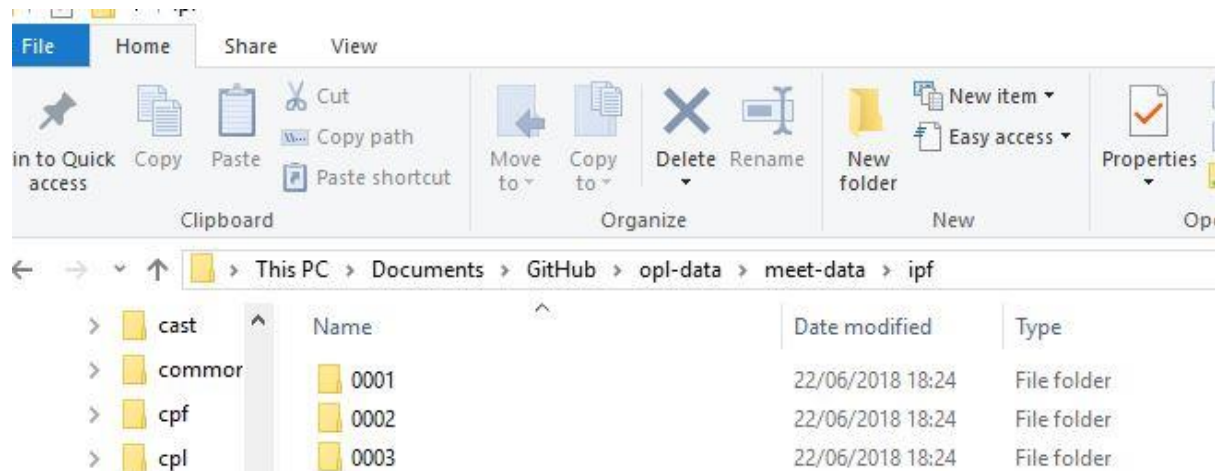 File Home Share View
in to Quick access
Copy
Paste
Cut
Copy path
Paste shortcut
Move to
Copy to
Delete
Rename
New folder
New item
Easy access
Properties
Clipboard Organize New Op
This PC > Documents > GitHub > opl-data > meet-data > ipf
Name Date modified Type
> cast
> commor
> cpf
> cpl
0001 22/06/2018 18:24 File folder
0002 22/06/2018 18:24 File folder
0003 22/06/2018 18:24 File folder